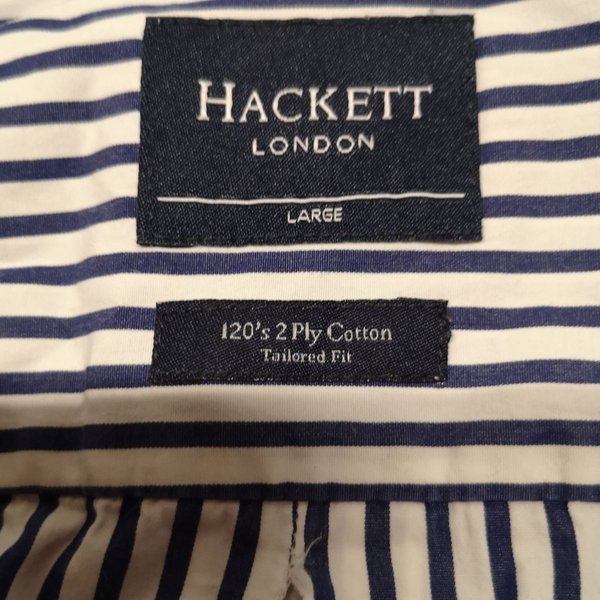 HACKETT
LONDON
LARGE
120's 2 Ply Cotton
Tailored Fit